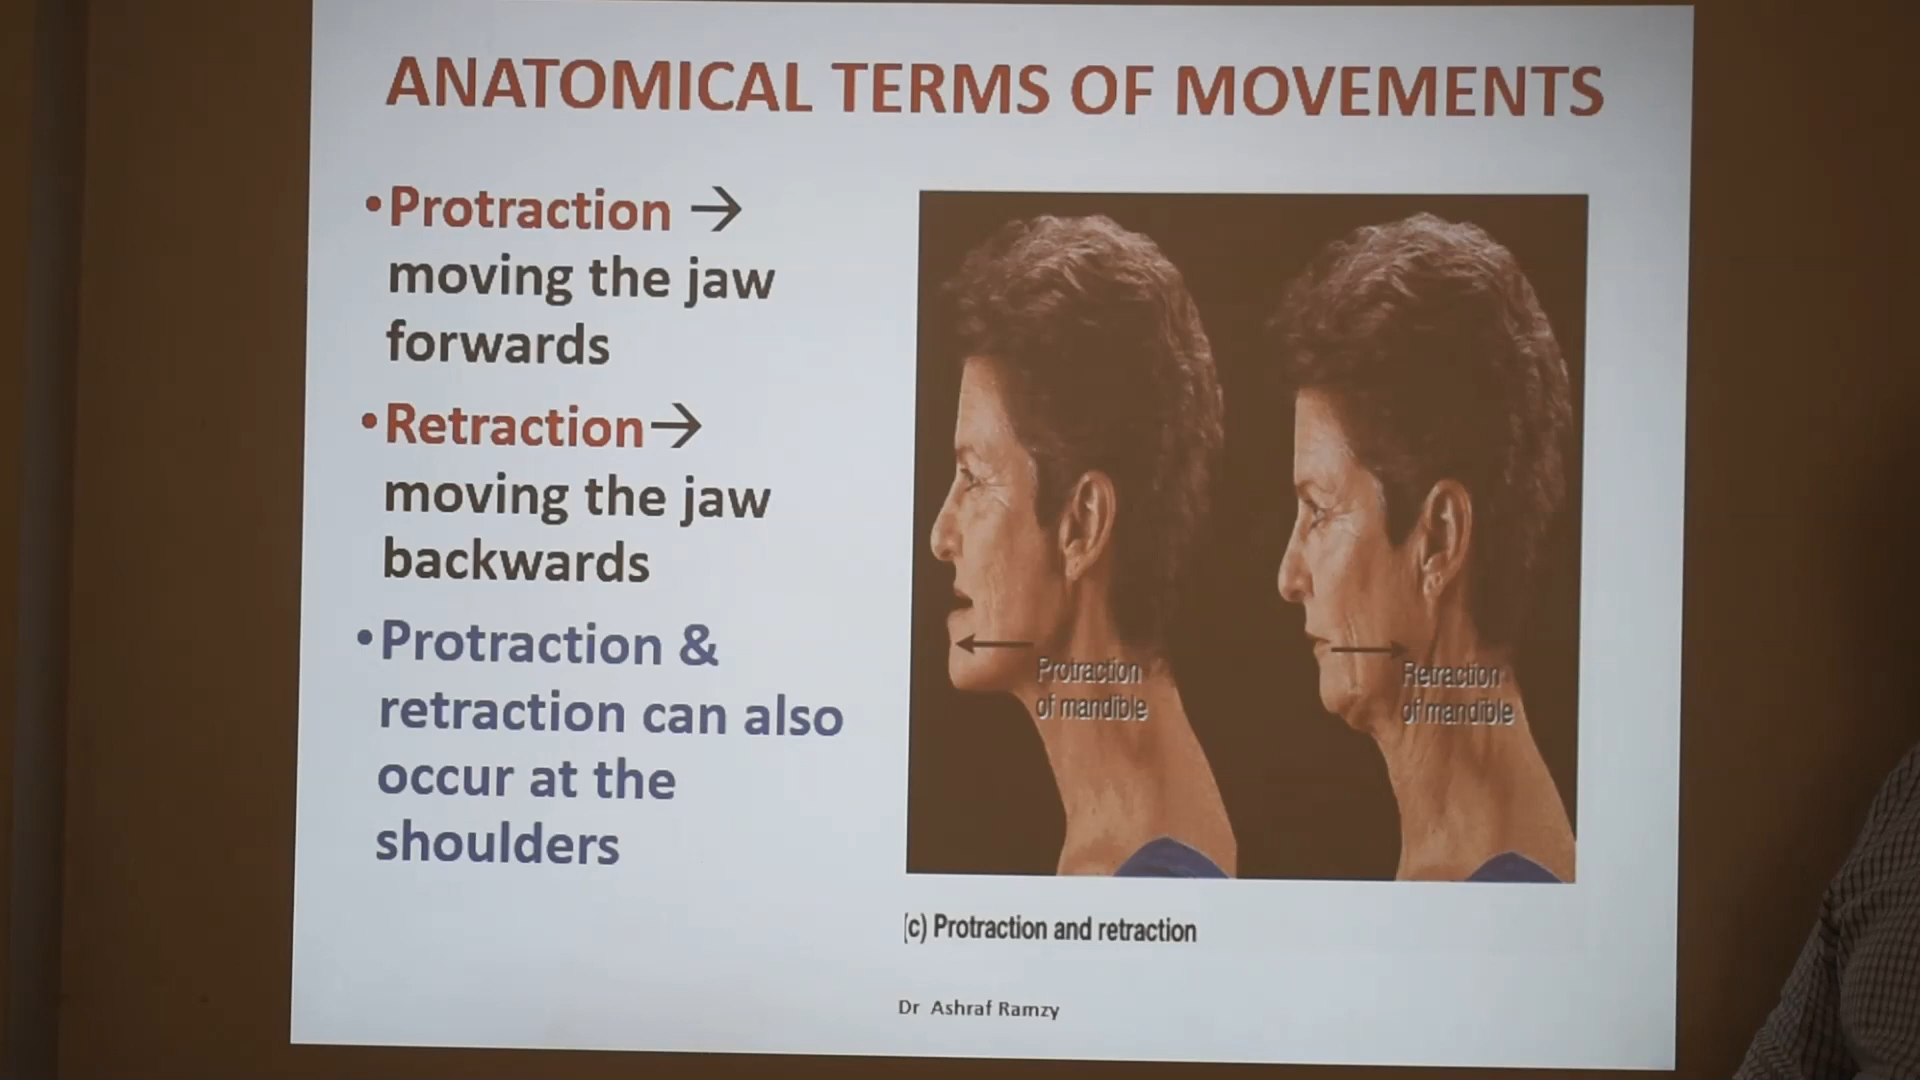 ANATOMICAL TERMS OF MOVEMENTS
•Protraction →
moving the jaw
forwards
•Retraction→
moving the jaw
backwards
•Protraction &
retraction can also
occur at the
shoulders
Protraction
of mandible
Retraction
of mandible
(c) Protraction and retraction
Dr Ashraf Ramzy